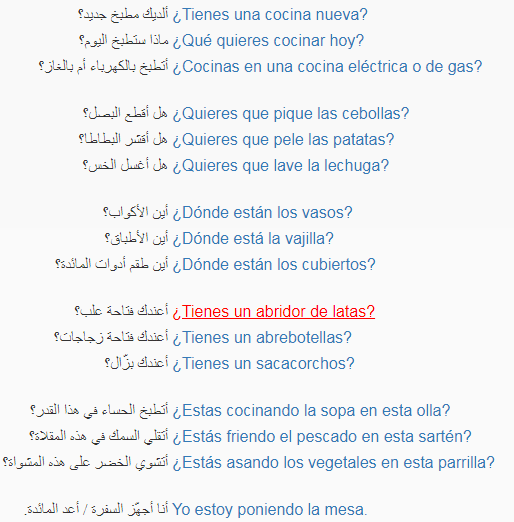 ألديك مطبخ جديد؟ ¿Tienes una cocina nueva?
ماذا ستطبخ اليوم؟ ¿Qué quieres cocinar hoy?
أتطبخ بالكهرباء أم بالغاز؟ ¿Cocinas en una cocina eléctrica o de gas?
هل أقطع البصل؟ ¿Quieres que pique las cebollas?
هل أقشر البطاطا؟ ¿Quieres que pele las patatas?
هل أغسل الخس؟ ¿Quieres que lave la lechuga?
أين الأكواب؟ ¿Dónde están los vasos?
أين الأطباق؟ ¿Dónde está la vajilla?
أين طقم أدوات المائدة؟ ¿Dónde están los cubiertos?
أعندك فتاحة علب؟ ¿Tienes un abridor de latas?
أعندك فتاحة زجاجات؟ ¿Tienes un abrebotellas?
أعندك بزّال؟ ¿Tienes un sacacorchos?
أتطبخ الحساء في هذا القدر؟ ¿Estas cocinando la sopa en esta olla?
أتقلي السمك في هذه المقلاة؟ ¿Estás friendo el pescado en esta sartén?
أتشوي الخضر على هذه المشواة؟ ¿Estás asando los vegetales en esta parrilla?
أنا أجهّز السفرة / أعد المائدة. Yo estoy poniendo la mesa.